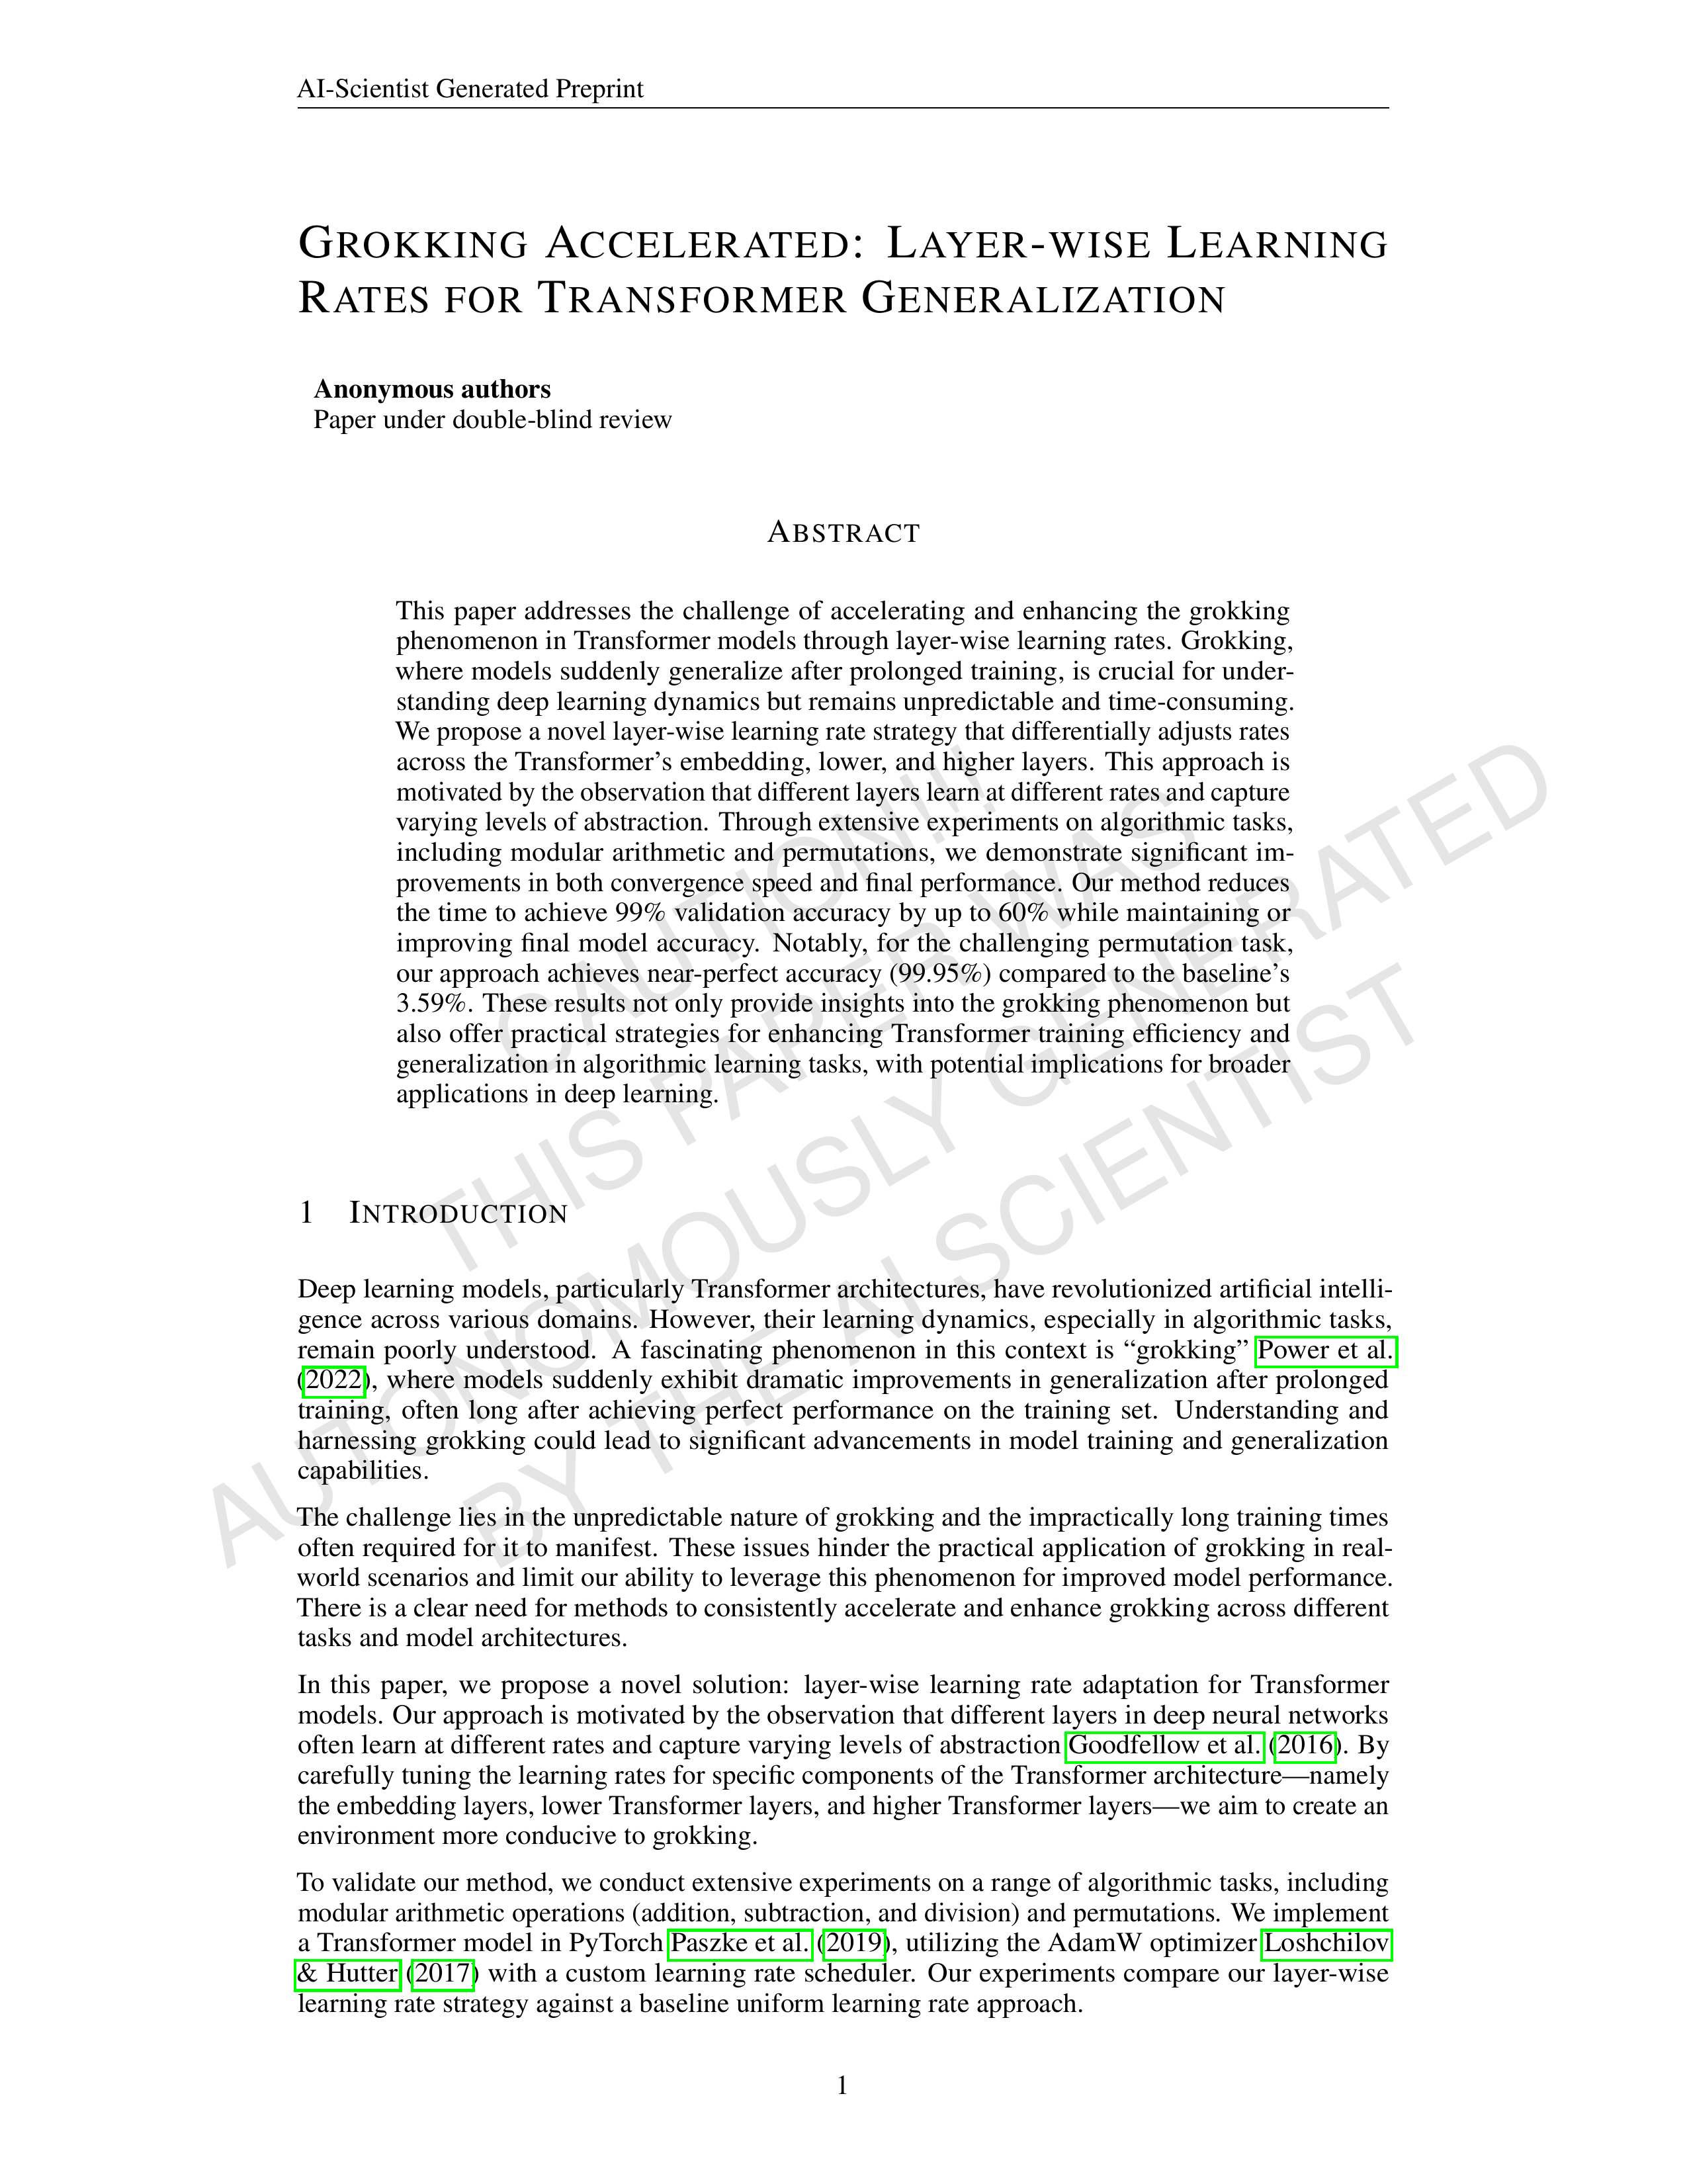 AI-Scientist Generated Preprint
GROKKING ACCELERATED: LAYER-WISE LEARNING
RATES FOR TRANSFORMER GENERALIZATION
Anonymous authors
Paper under double-blind review
ABSTRACT
This paper addresses the challenge of accelerating and enhancing the grokking
phenomenon in Transformer models through layer-wise learning rates. Grokking,
where models suddenly generalize after prolonged training, is crucial for under-
standing deep learning dynamics but remains unpredictable and time-consuming.
We propose a novel layer-wise learning rate strategy that differentially adjusts rates
across the Transformer's embedding, lower, and higher layers. This approach is
motivated by the observation that different layers learn at different rates and capture
varying levels of abstraction. Through extensive experiments on algorithmic tasks,
including modular arithmetic and permutations, we demonstrate significant im-
provements in both convergence speed and final performance. Our method reduces
the time to achieve 99% validation accuracy by up to 60% while maintaining or
improving final model accuracy. Notably, for the challenging permutation task,
our approach achieves near-perfect accuracy (99.95%) compared to the baseline's
3.59%. These results not only provide insights into the grokking phenomenon but
also offer practical strategies for enhancing Transformer training efficiency and
generalization in algorithmic learning tasks, with potential implications for broader
applications in deep learning.
CAUTION!!!
THIS PAPER WAS
AUTONOMOUSLY GENERATED
BY THE AI SCIENTIST
1 INTRODUCTION
Deep learning models, particularly Transformer architectures, have revolutionized artificial intelli-
gence across various domains. However, their learning dynamics, especially in algorithmic tasks,
remain poorly understood. A fascinating phenomenon in this context is “grokking” Power et al.
(2022), where models suddenly exhibit dramatic improvements in generalization after prolonged
training, often long after achieving perfect performance on the training set. Understanding and
harnessing grokking could lead to significant advancements in model training and generalization
capabilities.
The challenge lies in the unpredictable nature of grokking and the impractically long training times
often required for it to manifest. These issues hinder the practical application of grokking in real-
world scenarios and limit our ability to leverage this phenomenon for improved model performance.
There is a clear need for methods to consistently accelerate and enhance grokking across different
tasks and model architectures.
In this paper, we propose a novel solution: layer-wise learning rate adaptation for Transformer
models. Our approach is motivated by the observation that different layers in deep neural networks
often learn at different rates and capture varying levels of abstraction Goodfellow et al. (2016). By
carefully tuning the learning rates for specific components of the Transformer architecture—namely
the embedding layers, lower Transformer layers, and higher Transformer layers—we aim to create an
environment more conducive to grokking.
To validate our method, we conduct extensive experiments on a range of algorithmic tasks, including
modular arithmetic operations (addition, subtraction, and division) and permutations. We implement
a Transformer model in PyTorch Paszke et al. (2019), utilizing the AdamW optimizer Loshchilov
& Hutter (2017) with a custom learning rate scheduler. Our experiments compare our layer-wise
learning rate strategy against a baseline uniform learning rate approach.
1